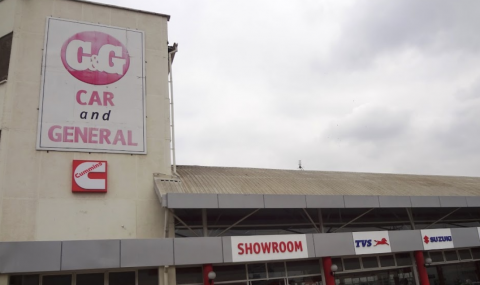 C&G
CAR
and
GENERAL
Cummins
SHOWROOM
TVS
SUZUKI